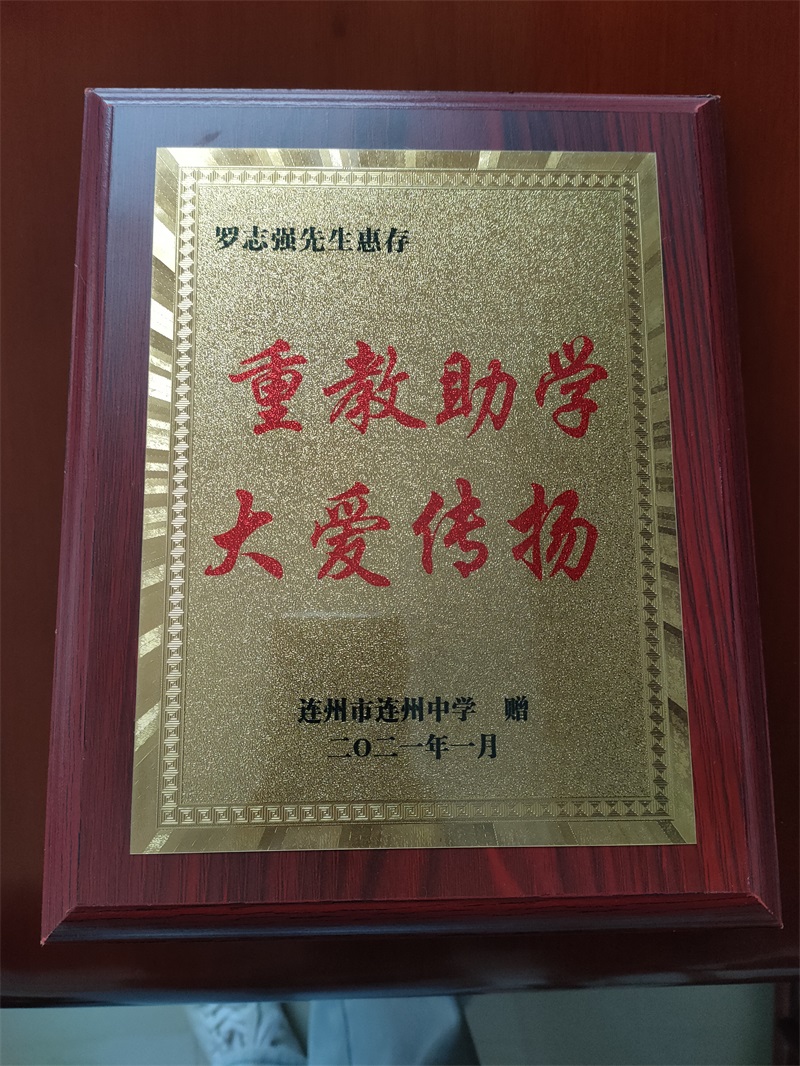 罗志强先生惠存
重教助学
大爱传扬
连州市连州中学 赠
二〇二一年一月